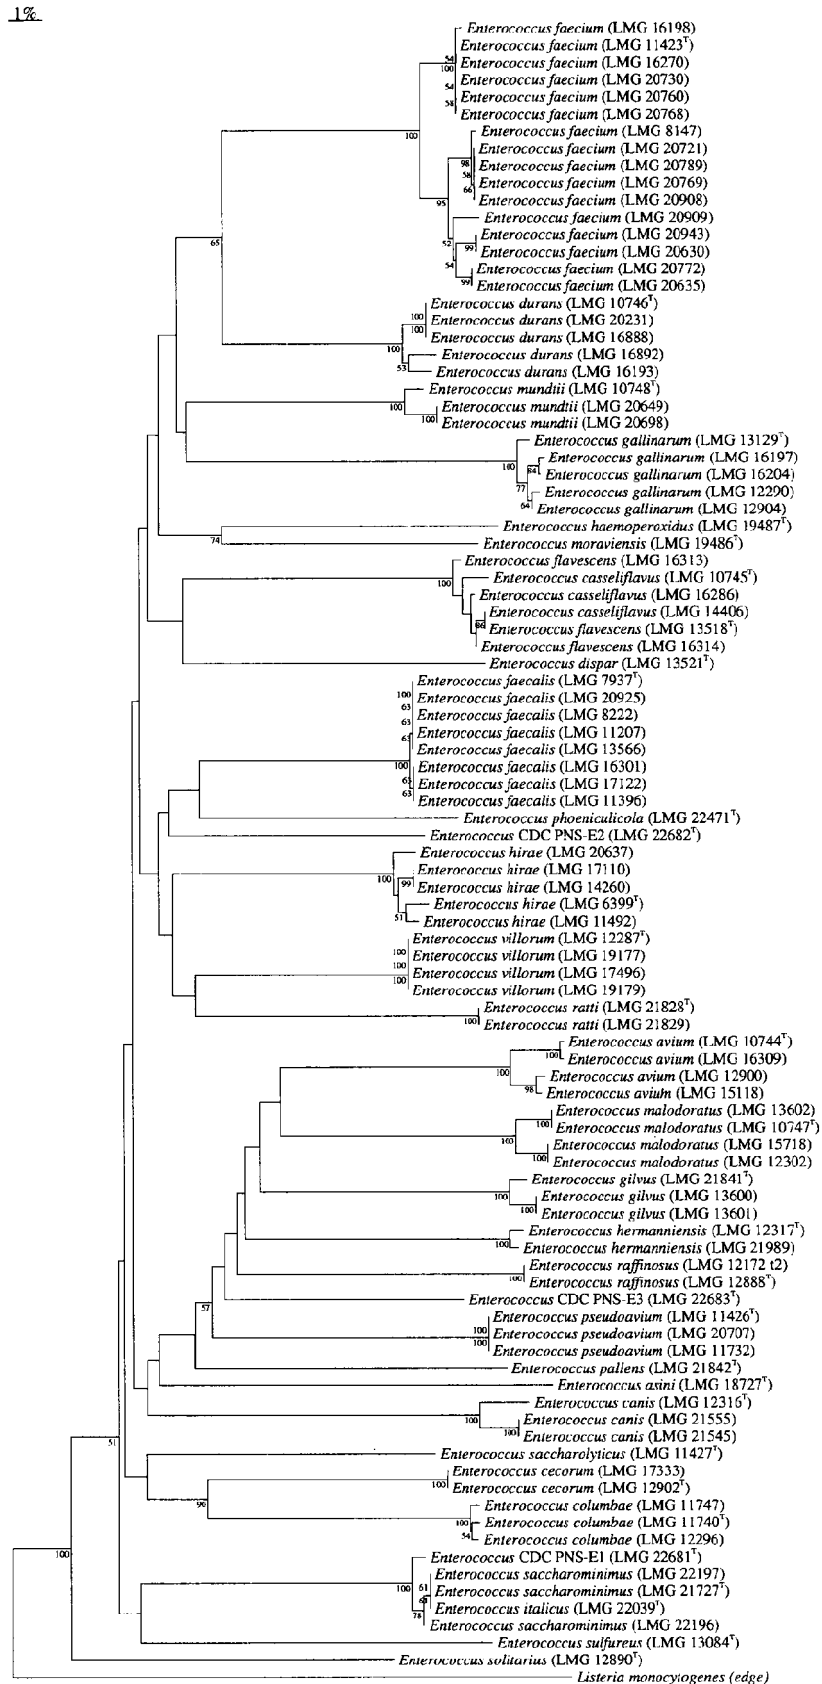 1%
Enterococcus faecium (LMG 16198)
Enterococcus faecium (LMG 11423ᵀ)
Enterococcus faecium (LMG 16270)
Enterococcus faecium (LMG 20730)
Enterococcus faecium (LMG 20760)
Enterococcus faecium (LMG 20768)
Enterococcus faecium (LMG 8147)
Enterococcus faecium (LMG 20721)
Enterococcus faecium (LMG 20789)
Enterococcus faecium (LMG 20769)
Enterococcus faecium (LMG 20908)
Enterococcus faecium (LMG 20909)
Enterococcus faecium (LMG 20943)
Enterococcus faecium (LMG 20630)
Enterococcus faecium (LMG 20772)
Enterococcus faecium (LMG 20635)
Enterococcus durans (LMG 10746ᵀ)
Enterococcus durans (LMG 20231)
Enterococcus durans (LMG 16888)
Enterococcus durans (LMG 16892)
Enterococcus durans (LMG 16193)
Enterococcus mundtii (LMG 10748ᵀ)
Enterococcus mundtii (LMG 20649)
Enterococcus mundtii (LMG 20698)
Enterococcus gallinarum (LMG 13129ᵀ)
Enterococcus gallinarum (LMG 16197)
Enterococcus gallinarum (LMG 16204)
Enterococcus gallinarum (LMG 12290)
Enterococcus gallinarum (LMG 12904)
Enterococcus haemoperoxidus (LMG 19487ᵀ)
Enterococcus moraviensis (LMG 19486ᵀ)
Enterococcus flavescens (LMG 16313)
Enterococcus casseliflavus (LMG 10745ᵀ)
Enterococcus casseliflavus (LMG 16286)
Enterococcus casseliflavus (LMG 14406)
Enterococcus flavescens (LMG 13518ᵀ)
Enterococcus flavescens (LMG 16314)
Enterococcus dispar (LMG 13521ᵀ)
Enterococcus faecalis (LMG 7937ᵀ)
Enterococcus faecalis (LMG 20925)
Enterococcus faecalis (LMG 8222)
Enterococcus faecalis (LMG 11207)
Enterococcus faecalis (LMG 13566)
Enterococcus faecalis (LMG 16301)
Enterococcus faecalis (LMG 17122)
Enterococcus faecalis (LMG 11396)
Enterococcus phoeniculicola (LMG 22471ᵀ)
Enterococcus CDC PNS-E2 (LMG 22682ᵀ)
Enterococcus hirae (LMG 20637)
Enterococcus hirae (LMG 17110)
Enterococcus hirae (LMG 14260)
Enterococcus hirae (LMG 6399ᵀ)
Enterococcus hirae (LMG 11492)
Enterococcus villorum (LMG 12287ᵀ)
Enterococcus villorum (LMG 19177)
Enterococcus villorum (LMG 17496)
Enterococcus villorum (LMG 19179)
Enterococcus ratti (LMG 21828ᵀ)
Enterococcus ratti (LMG 21829)
Enterococcus avium (LMG 10744ᵀ)
Enterococcus avium (LMG 16309)
Enterococcus avium (LMG 12900)
Enterococcus avium (LMG 15118)
Enterococcus malodoratus (LMG 13602)
Enterococcus malodoratus (LMG 10747ᵀ)
Enterococcus malodoratus (LMG 15718)
Enterococcus malodoratus (LMG 12302)
Enterococcus gilvus (LMG 21841ᵀ)
Enterococcus gilvus (LMG 13600)
Enterococcus gilvus (LMG 13601)
Enterococcus hermanniensis (LMG 12317ᵀ)
Enterococcus hermanniensis (LMG 21989)
Enterococcus raffinosus (LMG 12172 t2)
Enterococcus raffinosus (LMG 12888ᵀ)
Enterococcus CDC PNS-E3 (LMG 22683ᵀ)
Enterococcus pseudoavium (LMG 11426ᵀ)
Enterococcus pseudoavium (LMG 20707)
Enterococcus pseudoavium (LMG 11732)
Enterococcus pallens (LMG 21842ᵀ)
Enterococcus asini (LMG 18727ᵀ)
Enterococcus canis (LMG 12316ᵀ)
Enterococcus canis (LMG 21555)
Enterococcus canis (LMG 21545)
Enterococcus saccharolyticus (LMG 11427ᵀ)
Enterococcus cecorum (LMG 17333)
Enterococcus cecorum (LMG 12902ᵀ)
Enterococcus columbae (LMG 11747)
Enterococcus columbae (LMG 11740ᵀ)
Enterococcus columbae (LMG 12296)
Enterococcus CDC PNS-E1 (LMG 22681ᵀ)
Enterococcus saccharominimus (LMG 22197)
Enterococcus saccharominimus (LMG 21727ᵀ)
Enterococcus italicus (LMG 22039ᵀ)
Enterococcus saccharominimus (LMG 22196)
Enterococcus sulfureus (LMG 13084ᵀ)
Enterococcus solitarius (LMG 12890ᵀ)
Listeria monocytogenes (edge)